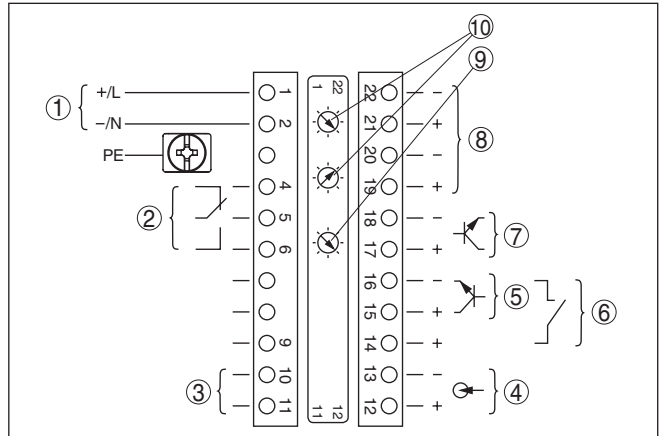 ⑩
⑨
① +/L 1 1 22 22 −
−/N 2 21 + ⑧
PE 20 −
4 19 +
② 5 18 − ⑦
6 17 +
16 − ⑤ ⑥
15 +
9 14 +
③ 10 13 − ④
11 11 12 12 +